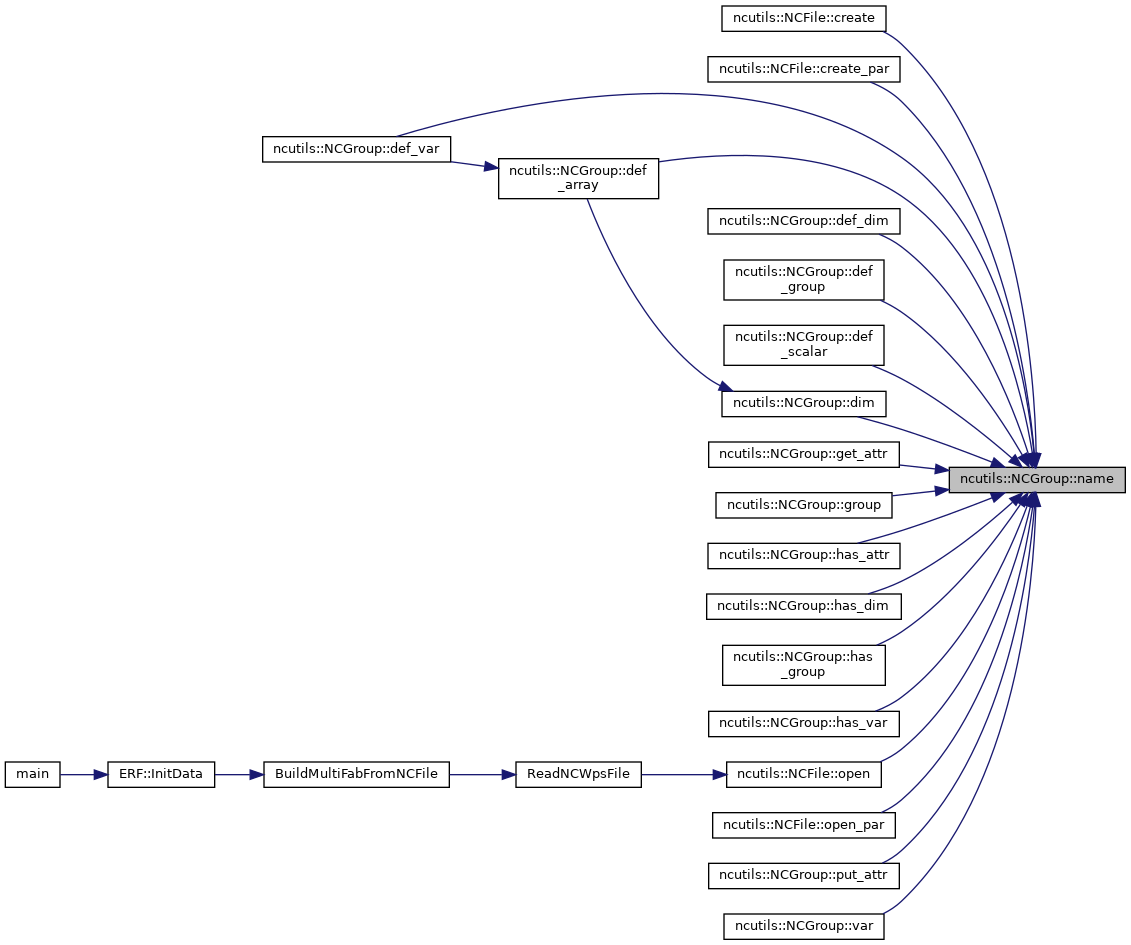 ncutils::NCFile::create
ncutils::NCFile::create_par
ncutils::NCGroup::def_var
ncutils::NCGroup::def
_array
ncutils::NCGroup::def_dim
ncutils::NCGroup::def
_group
ncutils::NCGroup::def
_scalar
ncutils::NCGroup::dim
ncutils::NCGroup::get_attr
ncutils::NCGroup::name
ncutils::NCGroup::group
ncutils::NCGroup::has_attr
ncutils::NCGroup::has_dim
ncutils::NCGroup::has
_group
ncutils::NCGroup::has_var
main
ERF::InitData
BuildMultiFabFromNCFile
ReadNCWpsFile
ncutils::NCFile::open
ncutils::NCFile::open_par
ncutils::NCGroup::put_attr
ncutils::NCGroup::var